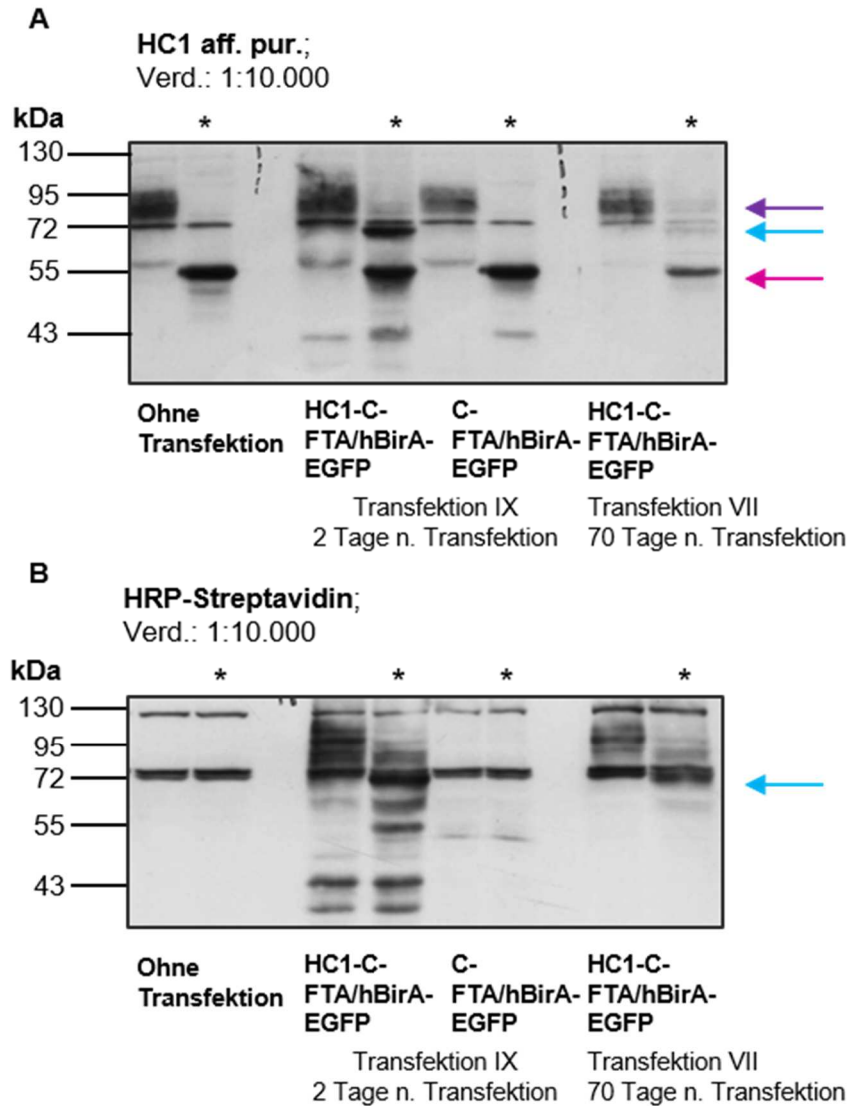 A
HC1 aff. pur.;
Verd.: 1:10.000
kDa
* * * *
130
95
72
55
43
Ohne
Transfektion
HC1-C-
FTA/hBirA-
EGFP
C-
FTA/hBirA-
EGFP
HC1-C-
FTA/hBirA-
EGFP
Transfektion IX
2 Tage n. Transfektion
Transfektion VII
70 Tage n. Transfektion
B
HRP-Streptavidin;
Verd.: 1:10.000
kDa
* * * *
130
95
72
55
43
Ohne
Transfektion
HC1-C-
FTA/hBirA-
EGFP
C-
FTA/hBirA-
EGFP
HC1-C-
FTA/hBirA-
EGFP
Transfektion IX
2 Tage n. Transfektion
Transfektion VII
70 Tage n. Transfektion